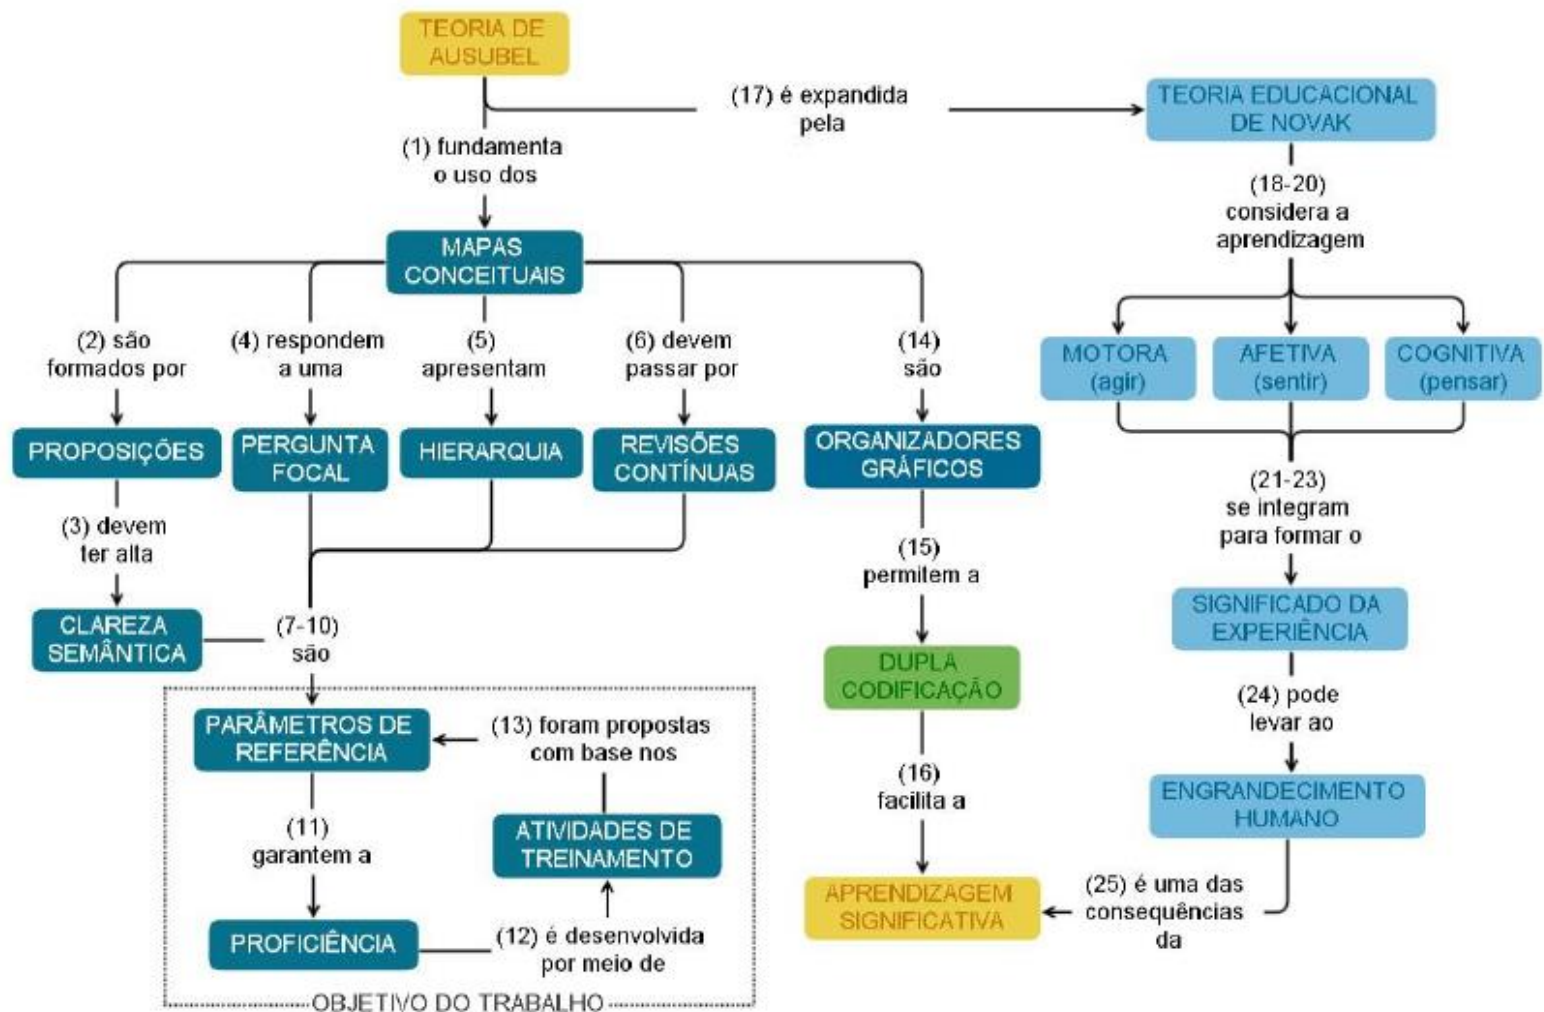 TEORIA DE
AUSUBEL
(17) é expandida
pela
TEORIA EDUCACIONAL
DE NOVAK
(1) fundamenta
o uso dos
(18-20)
considera a
aprendizagem
MAPAS
CONCEITUAIS
(2) são
formados por
(4) respondem
a uma
(5)
apresentam
(6) devem
passar por
(14)
são
MOTORA
(agir)
AFETIVA
(sentir)
COGNITIVA
(pensar)
PROPOSIÇÕES
PERGUNTA
FOCAL
HIERARQUIA
REVISÕES
CONTÍNUAS
ORGANIZADORES
GRÁFICOS
(21-23)
se integram
para formar o
(3) devem
ter alta
(15)
permitem a
CLAREZA
SEMÂNTICA
(7-10)
são
SIGNIFICADO DA
EXPERIÊNCIA
DUPLA
CODIFICAÇÃO
(24) pode
levar ao
PARÂMETROS DE
REFERÊNCIA
(13) foram propostas
com base nos
(16)
facilita a
ENGRANDECIMENTO
HUMANO
(11)
garantem a
ATIVIDADES DE
TREINAMENTO
APRENDIZAGEM
SIGNIFICATIVA
(25) é uma das
consequências
da
PROFICIÊNCIA
(12) é desenvolvida
por meio de
OBJETIVO DO TRABALHO